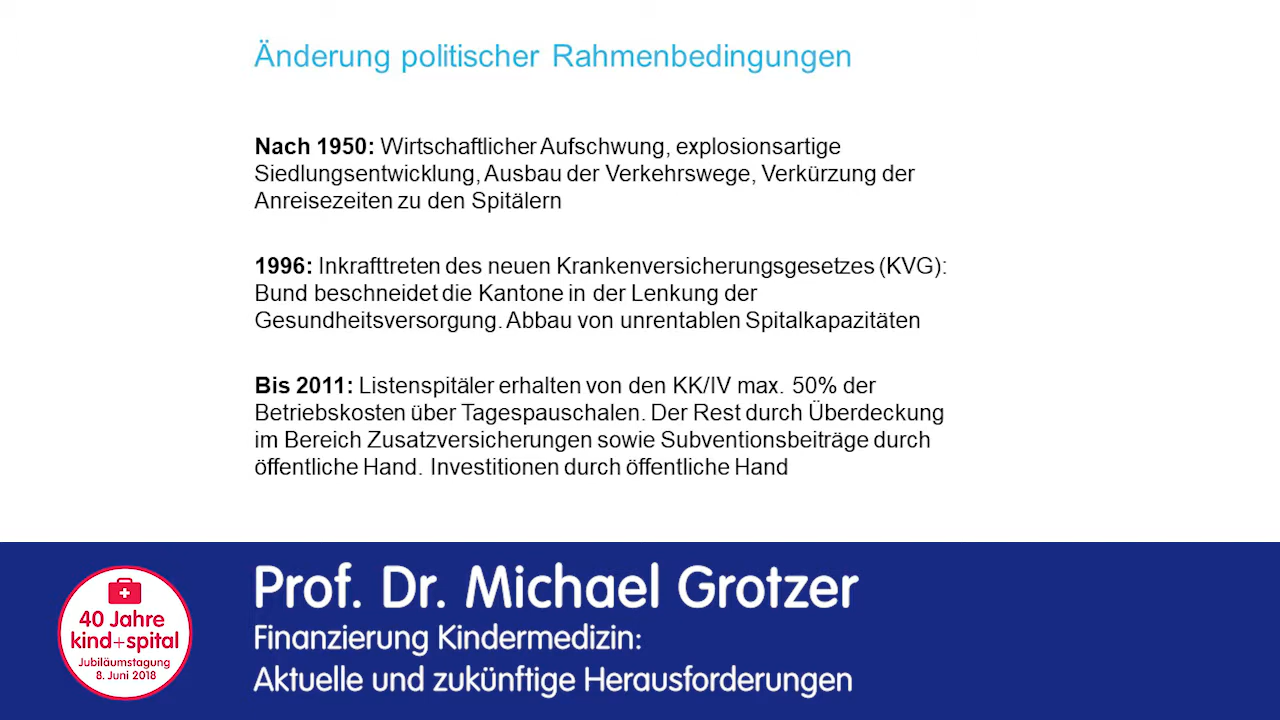 Änderung politischer Rahmenbedingungen
Nach 1950: Wirtschaftlicher Aufschwung, explosionsartige
Siedlungsentwicklung, Ausbau der Verkehrswege, Verkürzung der
Anreisezeiten zu den Spitälern
1996: Inkrafttreten des neuen Krankenversicherungsgesetzes (KVG):
Bund beschneidet die Kantone in der Lenkung der
Gesundheitsversorgung. Abbau von unrentablen Spitalkapazitäten
Bis 2011: Listenspitäler erhalten von den KK/IV max. 50% der
Betriebskosten über Tagespauschalen. Der Rest durch Überdeckung
im Bereich Zusatzversicherungen sowie Subventionsbeiträge durch
öffentliche Hand. Investitionen durch öffentliche Hand
40 Jahre
kind+spital
Jubiläumstagung
8. Juni 2018
Prof. Dr. Michael Grotzer
Finanzierung Kindermedizin:
Aktuelle und zukünftige Herausforderungen